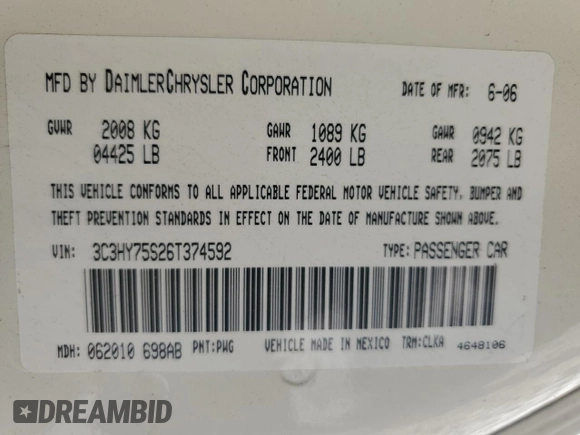 MFD BY DAIMLERCHRYSLER CORPORATION DATE OF MFR: 6-06
GVWR 2008 KG GAWR 1089 KG GAWR 0942 KG
04425 LB FRONT 2400 LB REAR 2075 LB
THIS VEHICLE CONFORMS TO ALL APPLICABLE FEDERAL MOTOR VEHICLE SAFETY, BUMPER AND
THEFT PREVENTION STANDARDS IN EFFECT ON THE DATE OF MANUFACTURE SHOWN ABOVE.
VIN: 3C3HY75S26T374592 TYPE: PASSENGER CAR
MDH: 062010 698AB PNT:PWG VEHICLE MADE IN MEXICO TRM:CLKA 4648106
DREAMBID